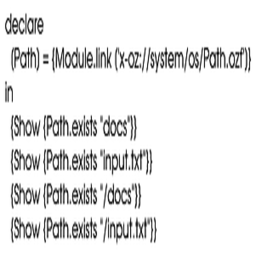 declare
(Path) = {Module.link ('x-oz://system/os/Path.ozf')}
in
{Show {Path.exists "docs"}}
{Show {Path.exists "input.txt"}}
{Show {Path.exists "/docs"}}
{Show {Path.exists "/input.txt"}}